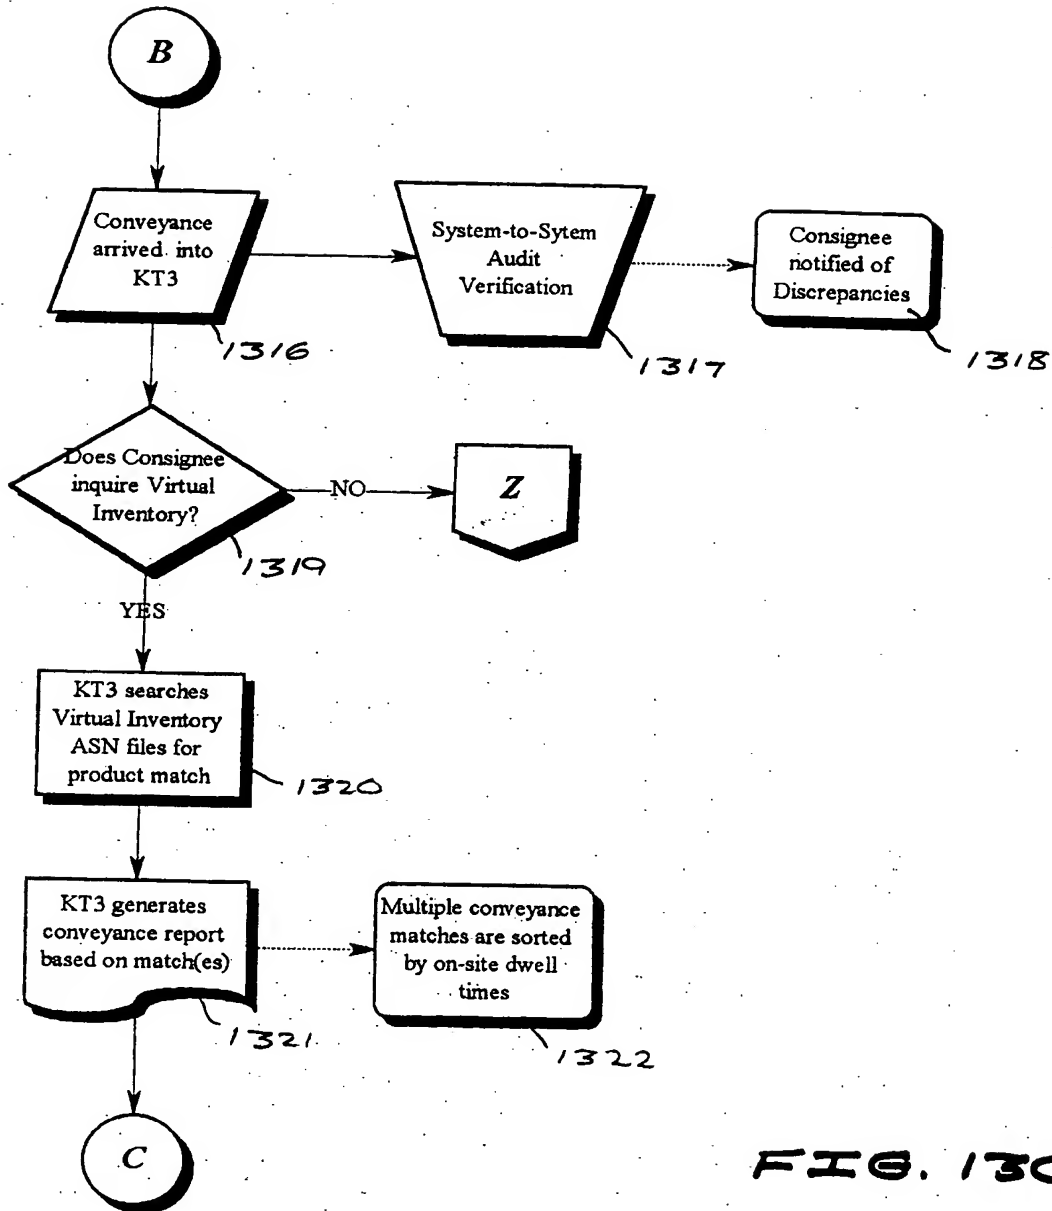 B
Conveyance
arrived into
KT3
1316
System-to-Sytem
Audit
Verification
1317
Consignee
notified of
Discrepancies
1318
Does Consignee
inquire Virtual
Inventory?
1319
NO
Z
YES
KT3 searches
Virtual Inventory
ASN files for
product match
1320
KT3 generates
conveyance report
based on match(es)
1321
Multiple conveyance
matches are sorted
by on-site dwell
times
1322
C
FIG. 13C